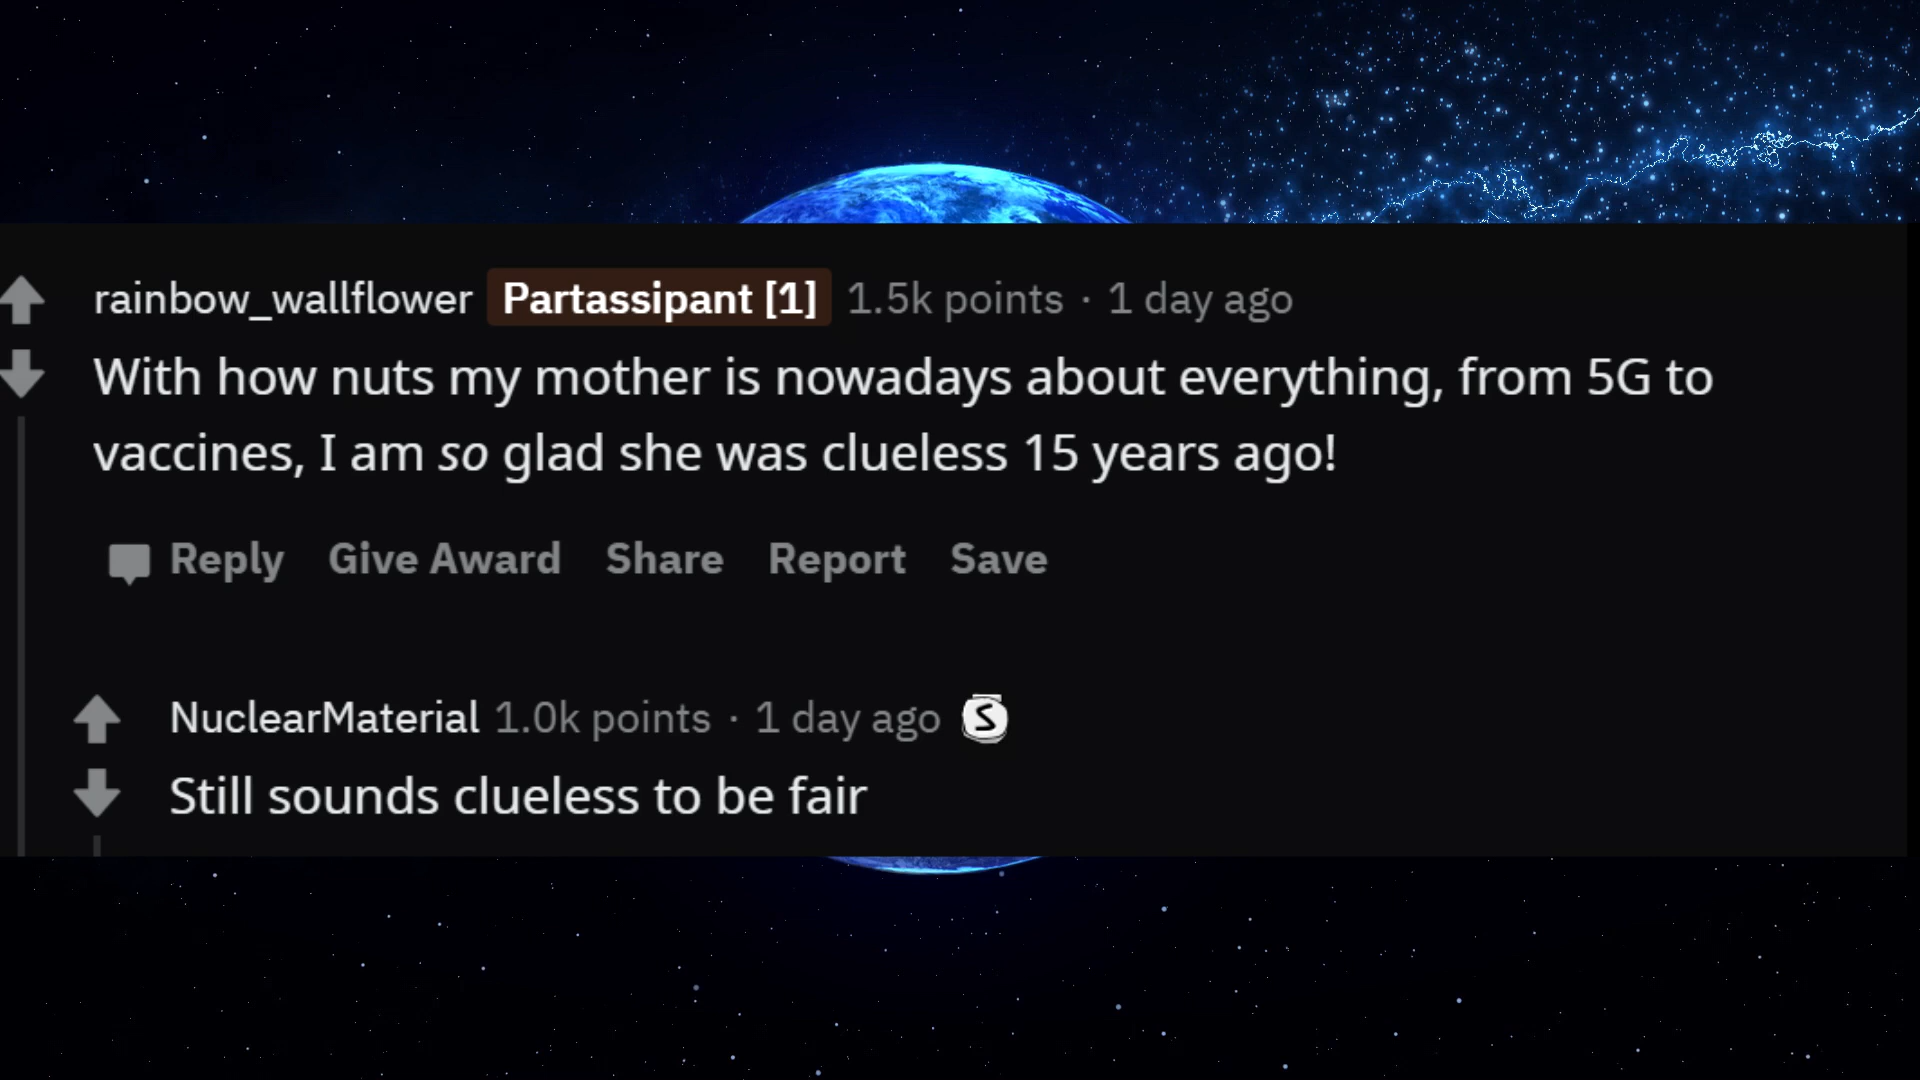 rainbow_wallflower Partassipant [1] 1.5k points · 1 day ago
With how nuts my mother is nowadays about everything, from 5G to
vaccines, I am so glad she was clueless 15 years ago!
Reply Give Award Share Report Save
NuclearMaterial 1.0k points · 1 day ago S
Still sounds clueless to be fair